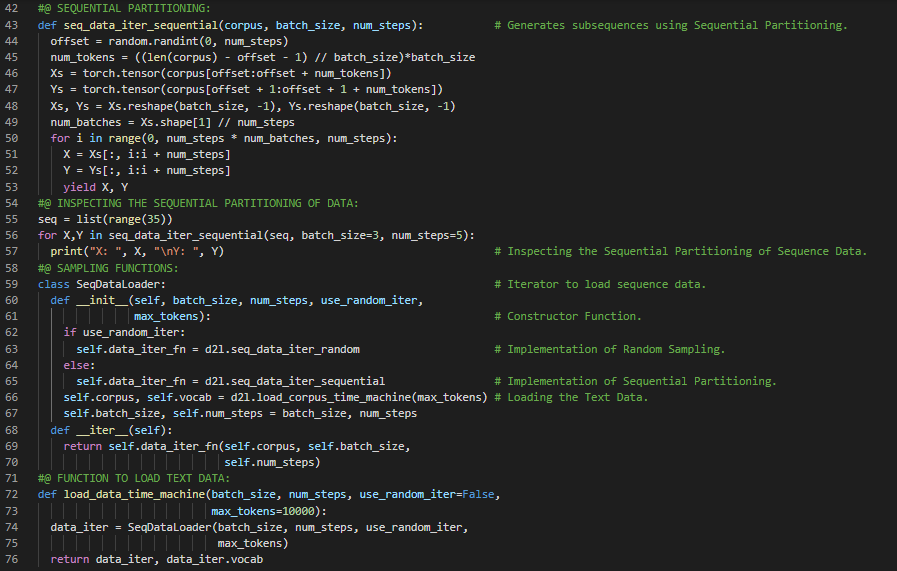 42 #@ SEQUENTIAL PARTITIONING:
43 def seq_data_iter_sequential(corpus, batch_size, num_steps): # Generates subsequences using Sequential Partitioning.
44 offset = random.randint(0, num_steps)
45 num_tokens = ((len(corpus) - offset - 1) // batch_size)*batch_size
46 Xs = torch.tensor(corpus[offset:offset + num_tokens])
47 Ys = torch.tensor(corpus[offset + 1:offset + 1 + num_tokens])
48 Xs, Ys = Xs.reshape(batch_size, -1), Ys.reshape(batch_size, -1)
49 num_batches = Xs.shape[1] // num_steps
50 for i in range(0, num_steps * num_batches, num_steps):
51 X = Xs[:, i:i + num_steps]
52 Y = Ys[:, i:i + num_steps]
53 yield X, Y
54 #@ INSPECTING THE SEQUENTIAL PARTITIONING OF DATA:
55 seq = list(range(35))
56 for X,Y in seq_data_iter_sequential(seq, batch_size=3, num_steps=5):
57 print("X: ", X, "\nY: ", Y) # Inspecting the Sequential Partitioning of Sequence Data.
58 #@ SAMPLING FUNCTIONS:
59 class SeqDataLoader: # Iterator to load sequence data.
60 def __init__(self, batch_size, num_steps, use_random_iter,
61 max_tokens): # Constructor Function.
62 if use_random_iter:
63 self.data_iter_fn = d2l.seq_data_iter_random # Implementation of Random Sampling.
64 else:
65 self.data_iter_fn = d2l.seq_data_iter_sequential # Implementation of Sequential Partitioning.
66 self.corpus, self.vocab = d2l.load_corpus_time_machine(max_tokens) # Loading the Text Data.
67 self.batch_size, self.num_steps = batch_size, num_steps
68 def __iter__(self):
69 return self.data_iter_fn(self.corpus, self.batch_size,
70 self.num_steps)
71 #@ FUNCTION TO LOAD TEXT DATA:
72 def load_data_time_machine(batch_size, num_steps, use_random_iter=False,
73 max_tokens=10000):
74 data_iter = SeqDataLoader(batch_size, num_steps, use_random_iter,
75 max_tokens)
76 return data_iter, data_iter.vocab